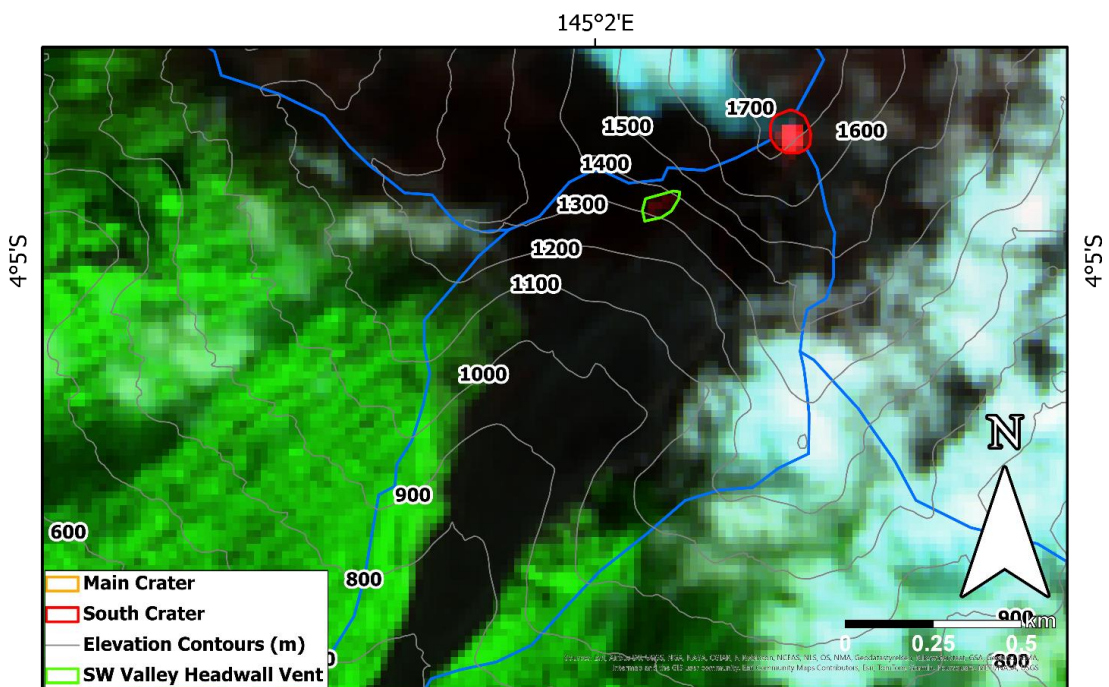 145°2'E
4°5'S
4°5'S
1700
1600
1500
1400
1300
1200
1100
1000
900
800
600
N
Main Crater
South Crater
Elevation Contours (m)
SW Valley Headwall Vent
900
800
km
0
0.25
0.5